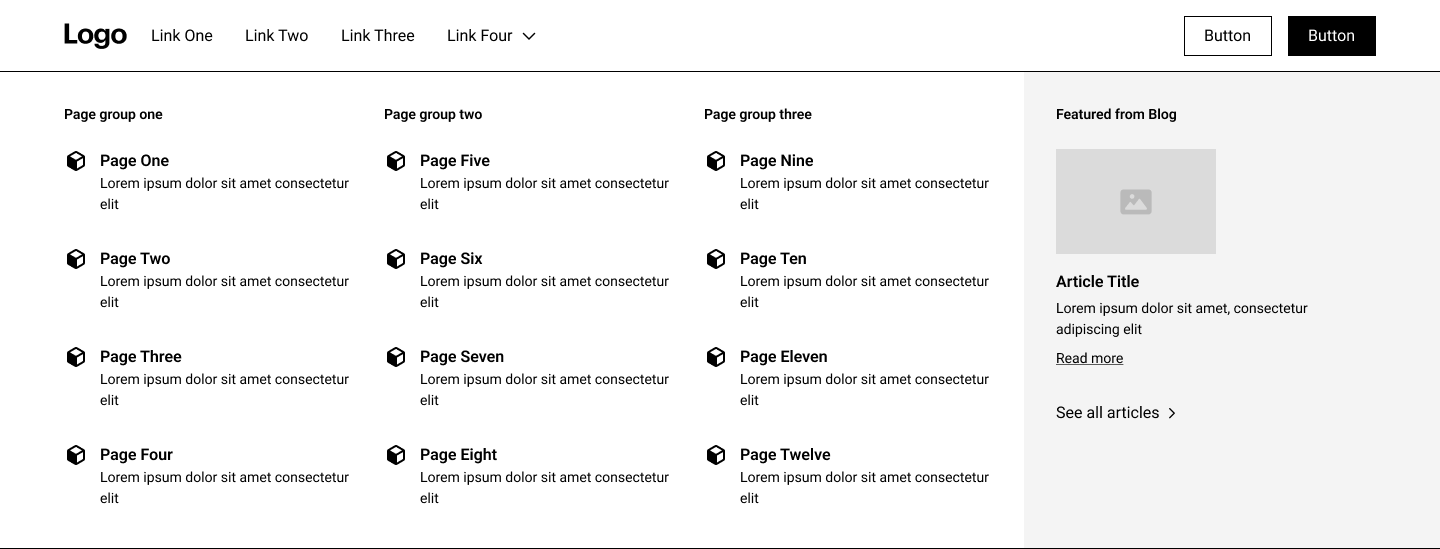 Logo
Link One
Link Two
Link Three
Link Four
Button
Button
Page group one
Page One
Lorem ipsum dolor sit amet consectetur
elit
Page Two
Lorem ipsum dolor sit amet consectetur
elit
Page Three
Lorem ipsum dolor sit amet consectetur
elit
Page Four
Lorem ipsum dolor sit amet consectetur
elit
Page group two
Page Five
Lorem ipsum dolor sit amet consectetur
elit
Page Six
Lorem ipsum dolor sit amet consectetur
elit
Page Seven
Lorem ipsum dolor sit amet consectetur
elit
Page Eight
Lorem ipsum dolor sit amet consectetur
elit
Page group three
Page Nine
Lorem ipsum dolor sit amet consectetur
elit
Page Ten
Lorem ipsum dolor sit amet consectetur
elit
Page Eleven
Lorem ipsum dolor sit amet consectetur
elit
Page Twelve
Lorem ipsum dolor sit amet consectetur
elit
Featured from Blog
Article Title
Lorem ipsum dolor sit amet, consectetur
adipiscing elit
Read more
See all articles